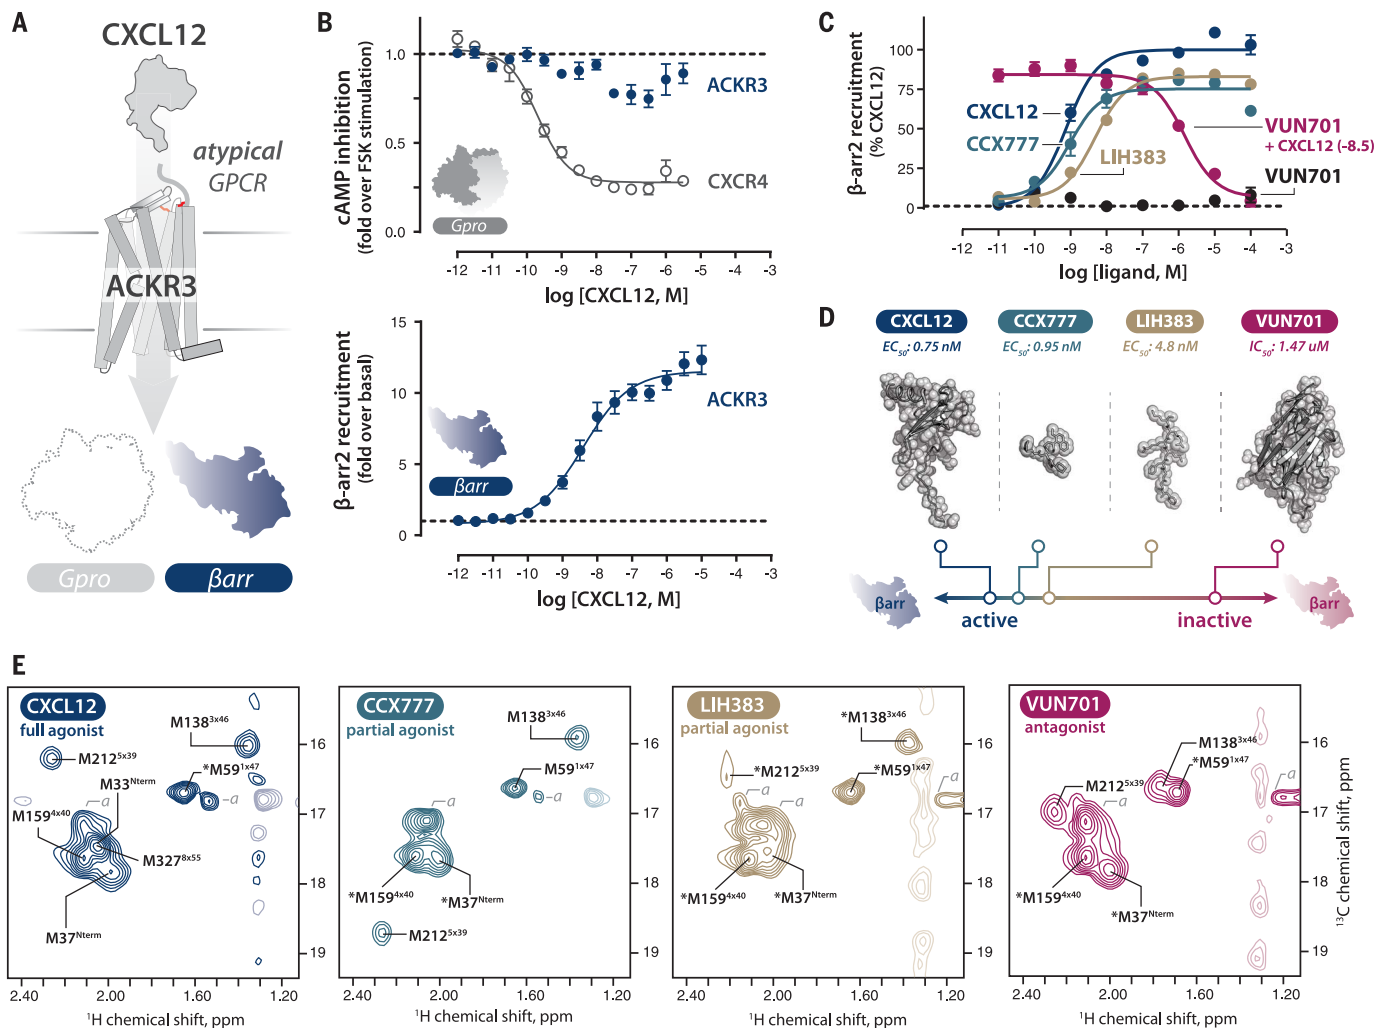 A
CXCL12
atypical
GPCR
ACKR3
Gpro
βarr
B
cAMP inhibition
(fold over FSK stimulation)
1.0
0.5
0.0
ACKR3
CXCR4
Gpro
-12 -11 -10 -9 -8 -7 -6 -5 -4 -3
log [CXCL12, M]
β-arr2 recruitment
(fold over basal)
15
10
5
0
ACKR3
βarr
-12 -11 -10 -9 -8 -7 -6 -5 -4 -3
log [CXCL12, M]
C
β-arr2 recruitment
(% CXCL12)
100
75
50
25
0
CXCL12
CCX777
LIH383
VUN701
+ CXCL12 (-8.5)
VUN701
-12 -11 -10 -9 -8 -7 -6 -5 -4 -3
log [ligand, M]
D
CXCL12 CCX777 LIH383 VUN701
EC50: 0.75 nM EC50: 0.95 nM EC50: 4.8 nM IC50: 1.47 uM
βarr
active
inactive
βarr
E
CXCL12
full agonist
M138³ˣ⁴⁶
M212⁵ˣ³⁹
*M59¹ˣ⁴⁷
M33ᴺᵗᵉʳᵐ
a
a
M159⁴ˣ⁴⁰
M327⁸ˣ⁵⁵
M37ᴺᵗᵉʳᵐ
16
17
18
19
2.40 2.00 1.60 1.20
¹H chemical shift, ppm
CCX777
partial agonist
M138³ˣ⁴⁶
M59¹ˣ⁴⁷
a
a
*M159⁴ˣ⁴⁰
*M37ᴺᵗᵉʳᵐ
M212⁵ˣ³⁹
16
17
18
19
2.40 2.00 1.60 1.20
¹H chemical shift, ppm
LIH383
partial agonist
*M138³ˣ⁴⁶
*M212⁵ˣ³⁹
*M59¹ˣ⁴⁷
a
a
*M159⁴ˣ⁴⁰
*M37ᴺᵗᵉʳᵐ
16
17
18
19
2.40 2.00 1.60 1.20
¹H chemical shift, ppm
VUN701
antagonist
M138³ˣ⁴⁶
*M59¹ˣ⁴⁷
M212⁵ˣ³⁹
a
a
*M159⁴ˣ⁴⁰
*M37ᴺᵗᵉʳᵐ
16
17
18
19
¹³C chemical shift, ppm
2.40 2.00 1.60 1.20
¹H chemical shift, ppm